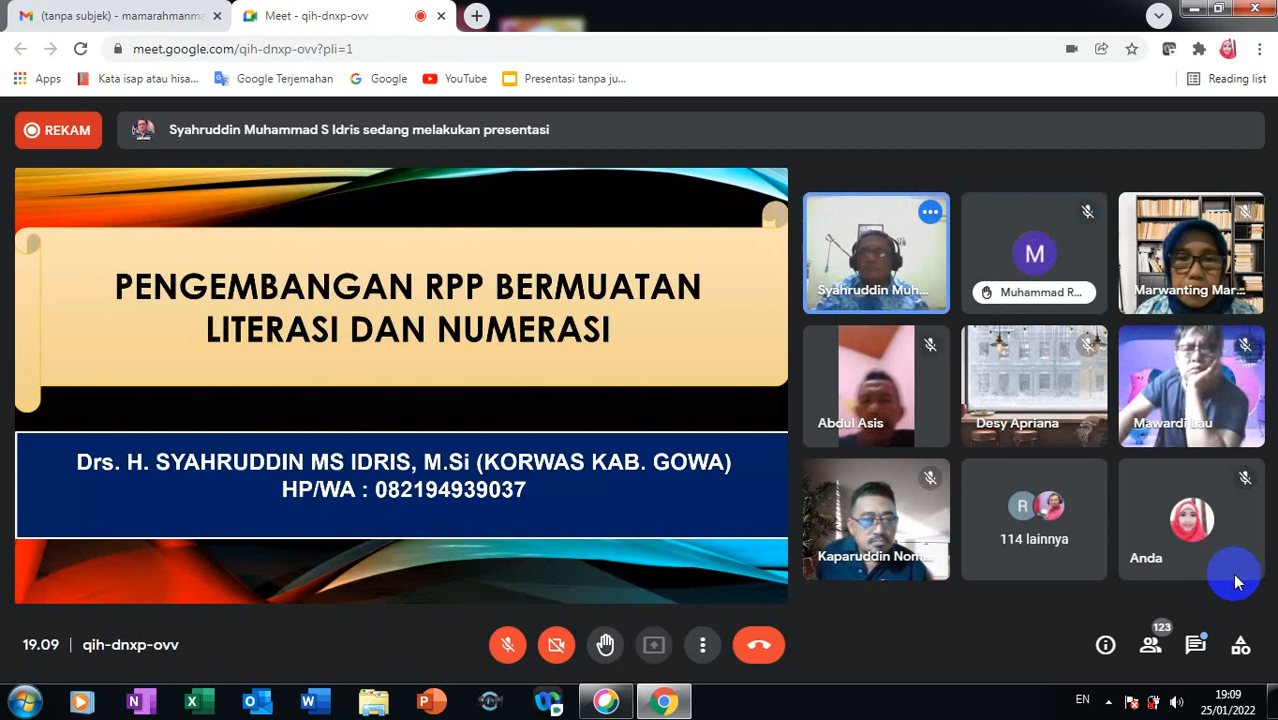 (tanpa subjek) - mamarahmanma
Meet - qih-dnxp-ovv
meet.google.com/qih-dnxp-ovv?pli=1
Apps
Kata isap atau hisa...
Google Terjemahan
Google
YouTube
Presentasi tanpa ju...
Reading list
REKAM
Syahruddin Muhammad S Idris sedang melakukan presentasi
PENGEMBANGAN RPP BERMUATAN
LITERASI DAN NUMERASI
Drs. H. SYAHRUDDIN MS IDRIS, M.Si (KORWAS KAB. GOWA)
HP/WA : 082194939037
Syahruddin Muh...
M
Muhammad R...
Marwanting Mar...
Abdul Asis
Desy Apriana
Mawardi Lau
Kaparuddin Nom...
R
114 lainnya
Anda
19.09
qih-dnxp-ovv
123
EN
19:09
25/01/2022